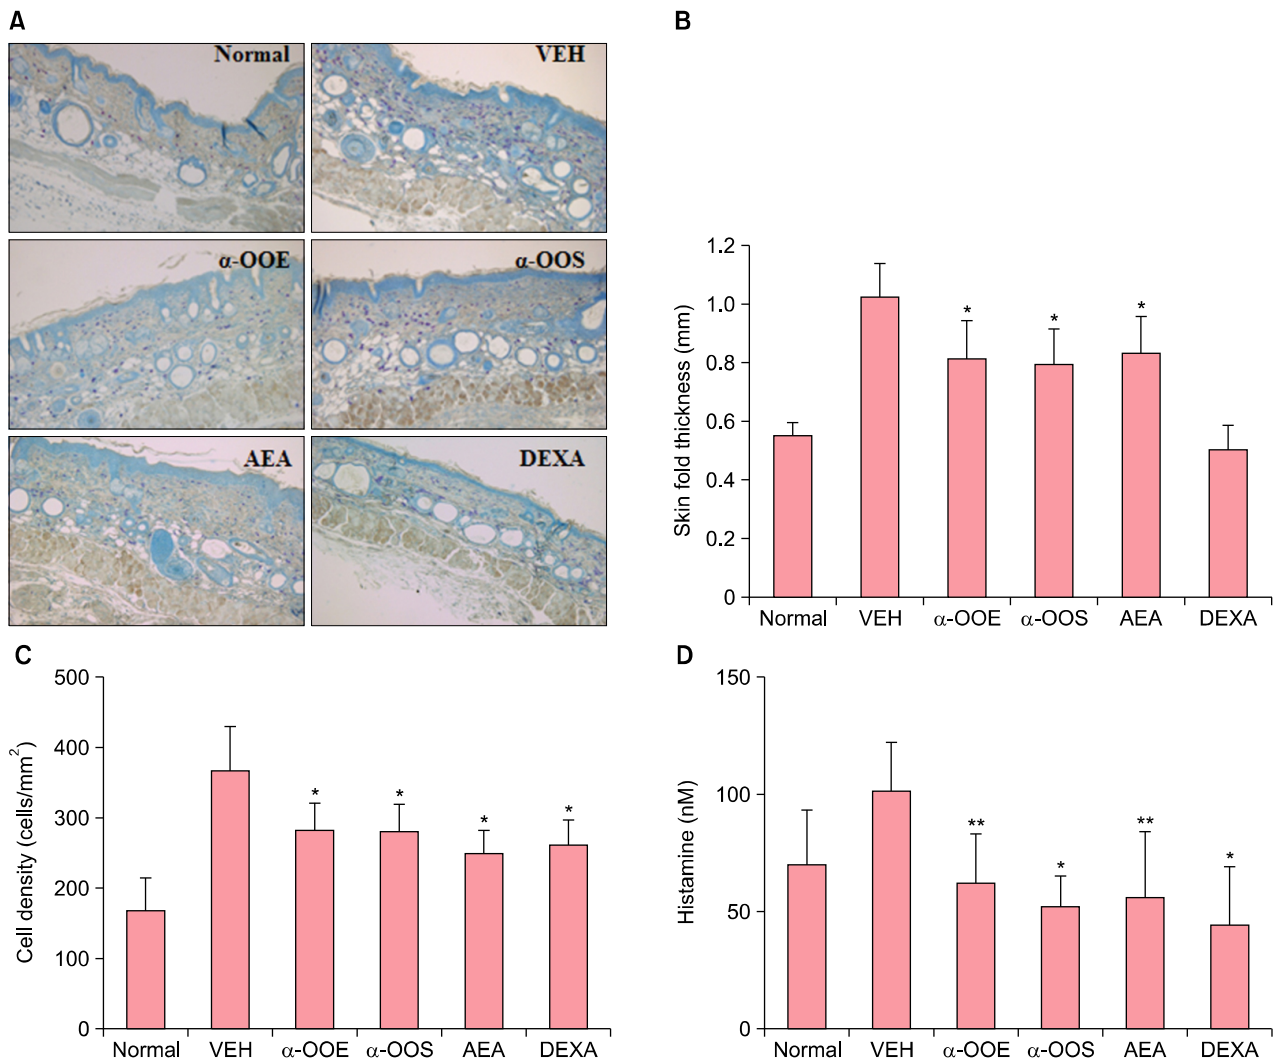 A
Normal
VEH
α-OOE
α-OOS
AEA
DEXA
B
Skin fold thickness (mm)
1.2
1.0
0.8
0.6
0.4
0.2
0
Normal VEH α-OOE α-OOS AEA DEXA
*
*
*
C
Cell density (cells/mm²)
500
400
300
200
100
0
Normal VEH α-OOE α-OOS AEA DEXA
*
*
*
*
D
Histamine (nM)
150
100
50
0
Normal VEH α-OOE α-OOS AEA DEXA
**
*
**
*